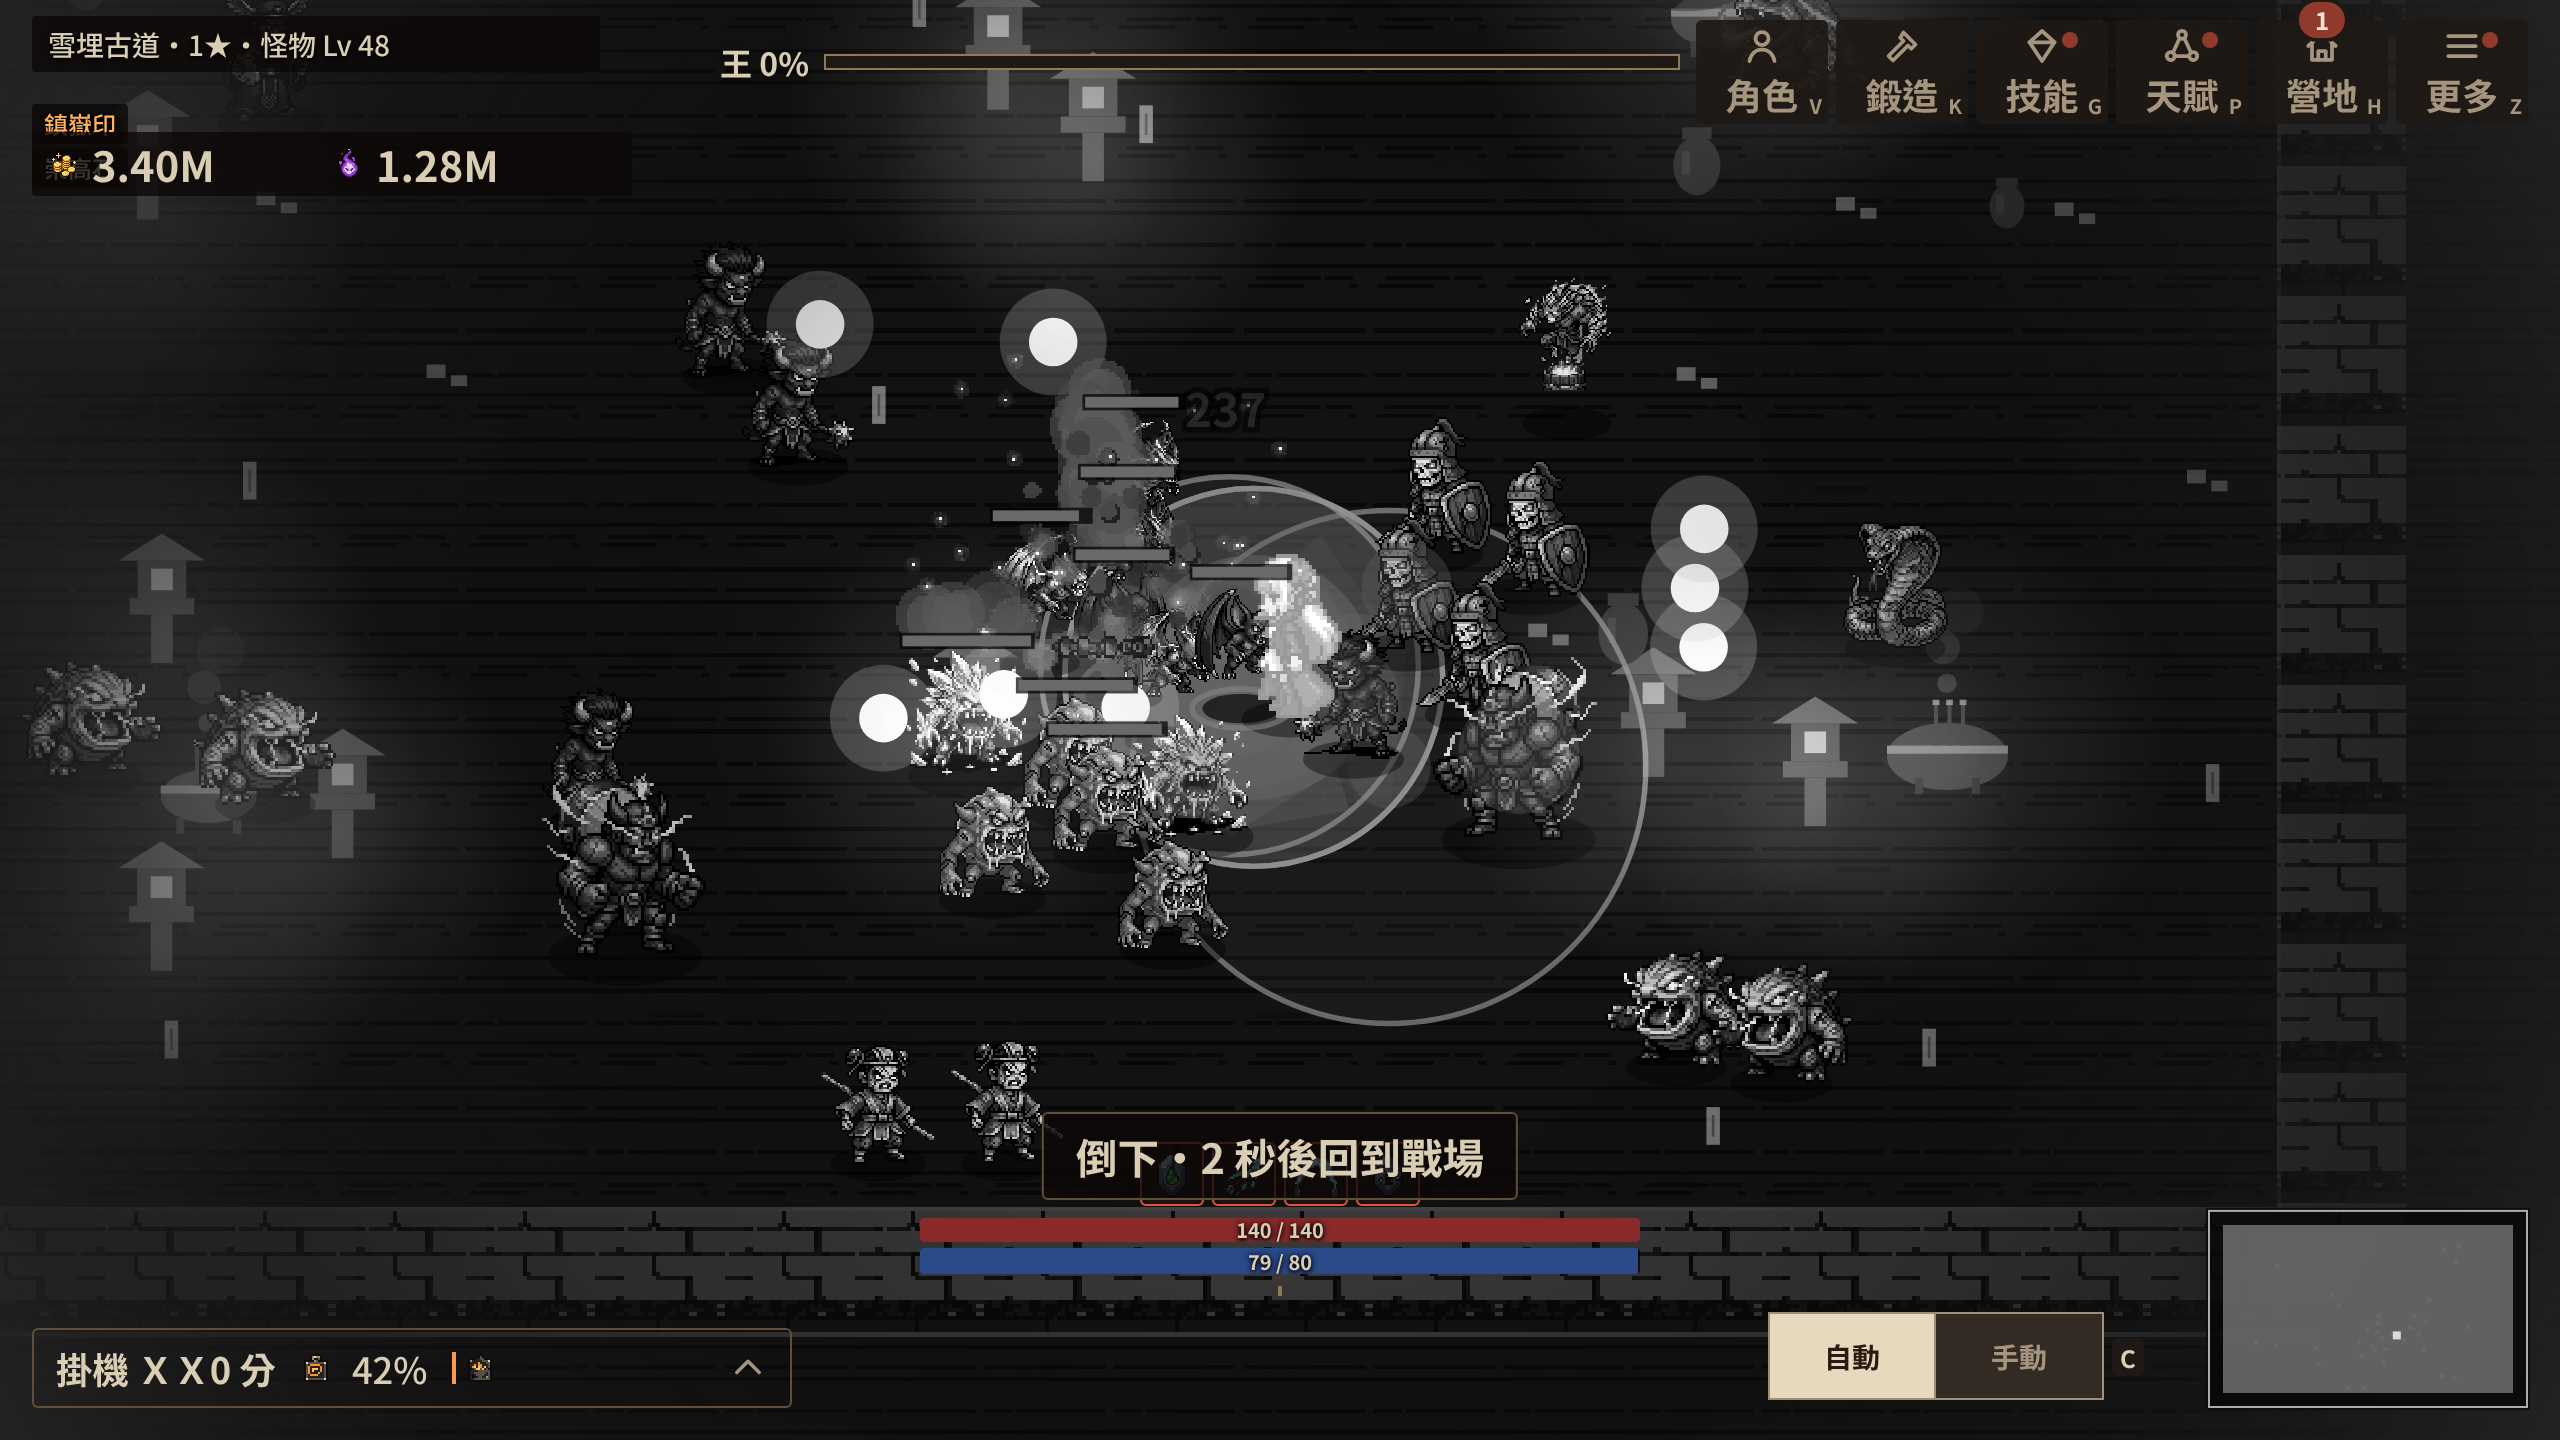 雪埋古道・1★・怪物 Lv 48
王 0%
1
角色 V
鍛造 K
技能 G
天賦 P
營地 H
更多 Z
鎮嶽印
3.40M
1.28M
237
倒下・2 秒後回到戰場
140 / 140
79 / 80
掛機 X X 0 分
42%
自動
手動
C